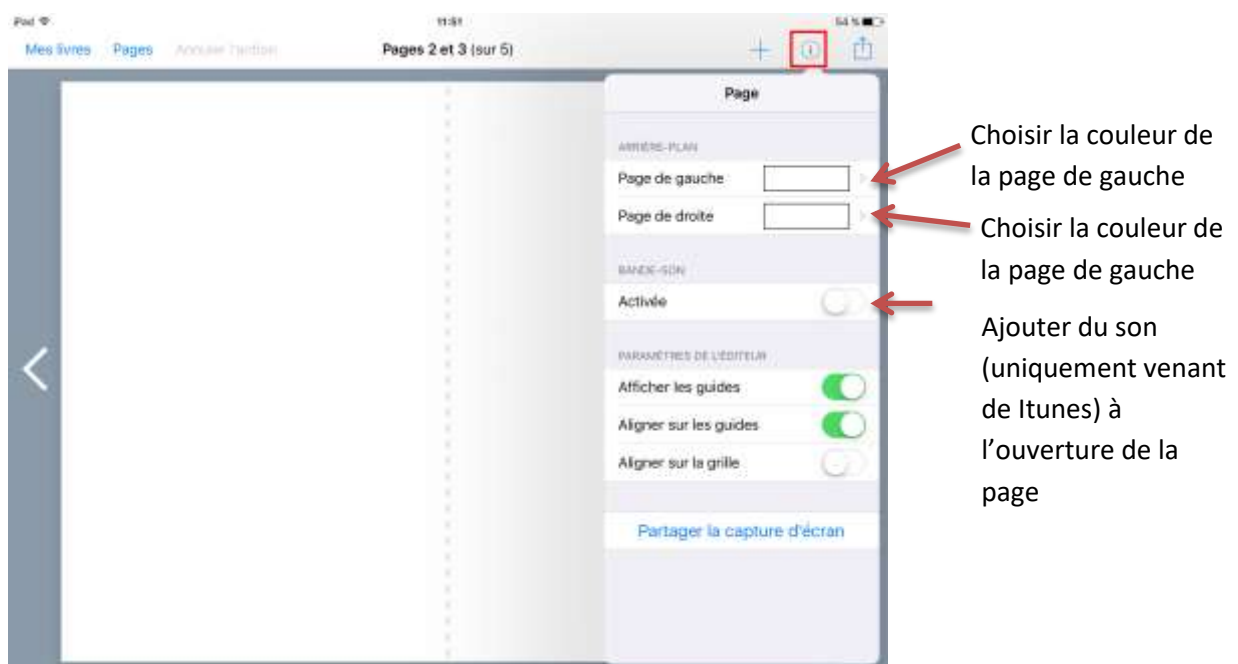 iPad 11:51 54 %
Mes livres Pages Annuler l'action Pages 2 et 3 (sur 5)
Page
ARRIÈRE-PLAN
Page de gauche
Page de droite
BANDE-SON
Activée
PARAMÈTRES DE L'ÉDITEUR
Afficher les guides
Aligner sur les guides
Aligner sur la grille
Partager la capture d'écran
Choisir la couleur de
la page de gauche
Choisir la couleur de
la page de gauche
Ajouter du son
(uniquement venant
de Itunes) à
l’ouverture de la
page